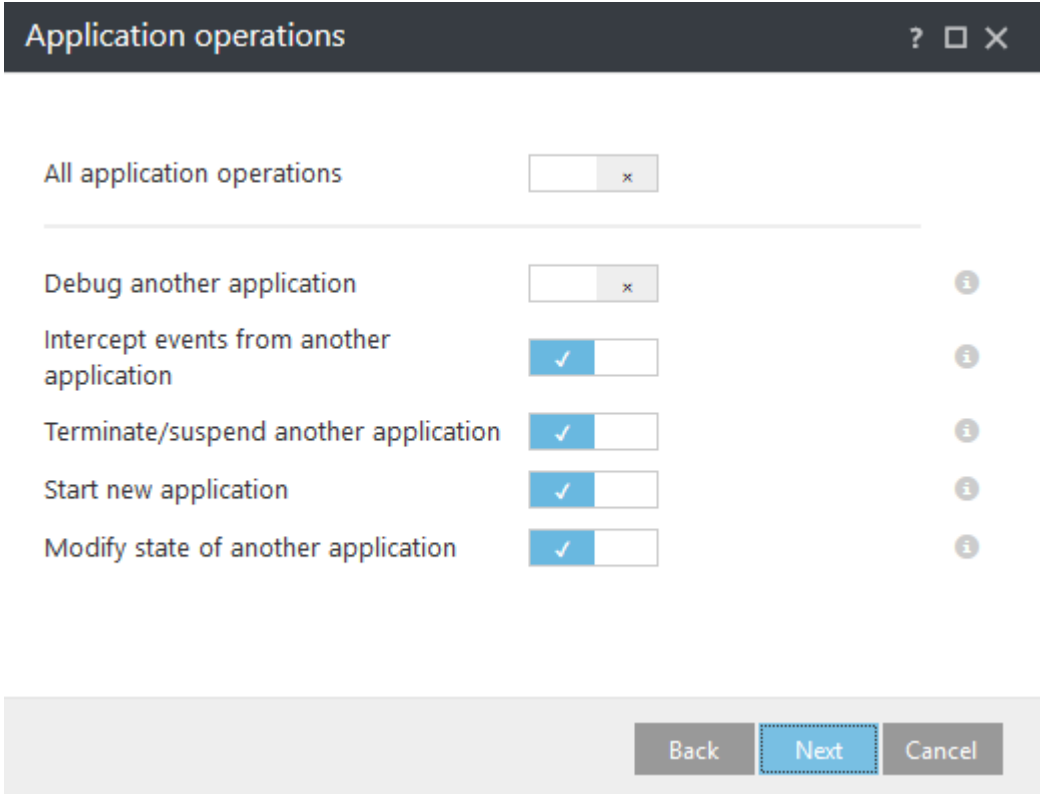 Application operations
All application operations
Debug another application
Intercept events from another
application
Terminate/suspend another application
Start new application
Modify state of another application
Back Next Cancel